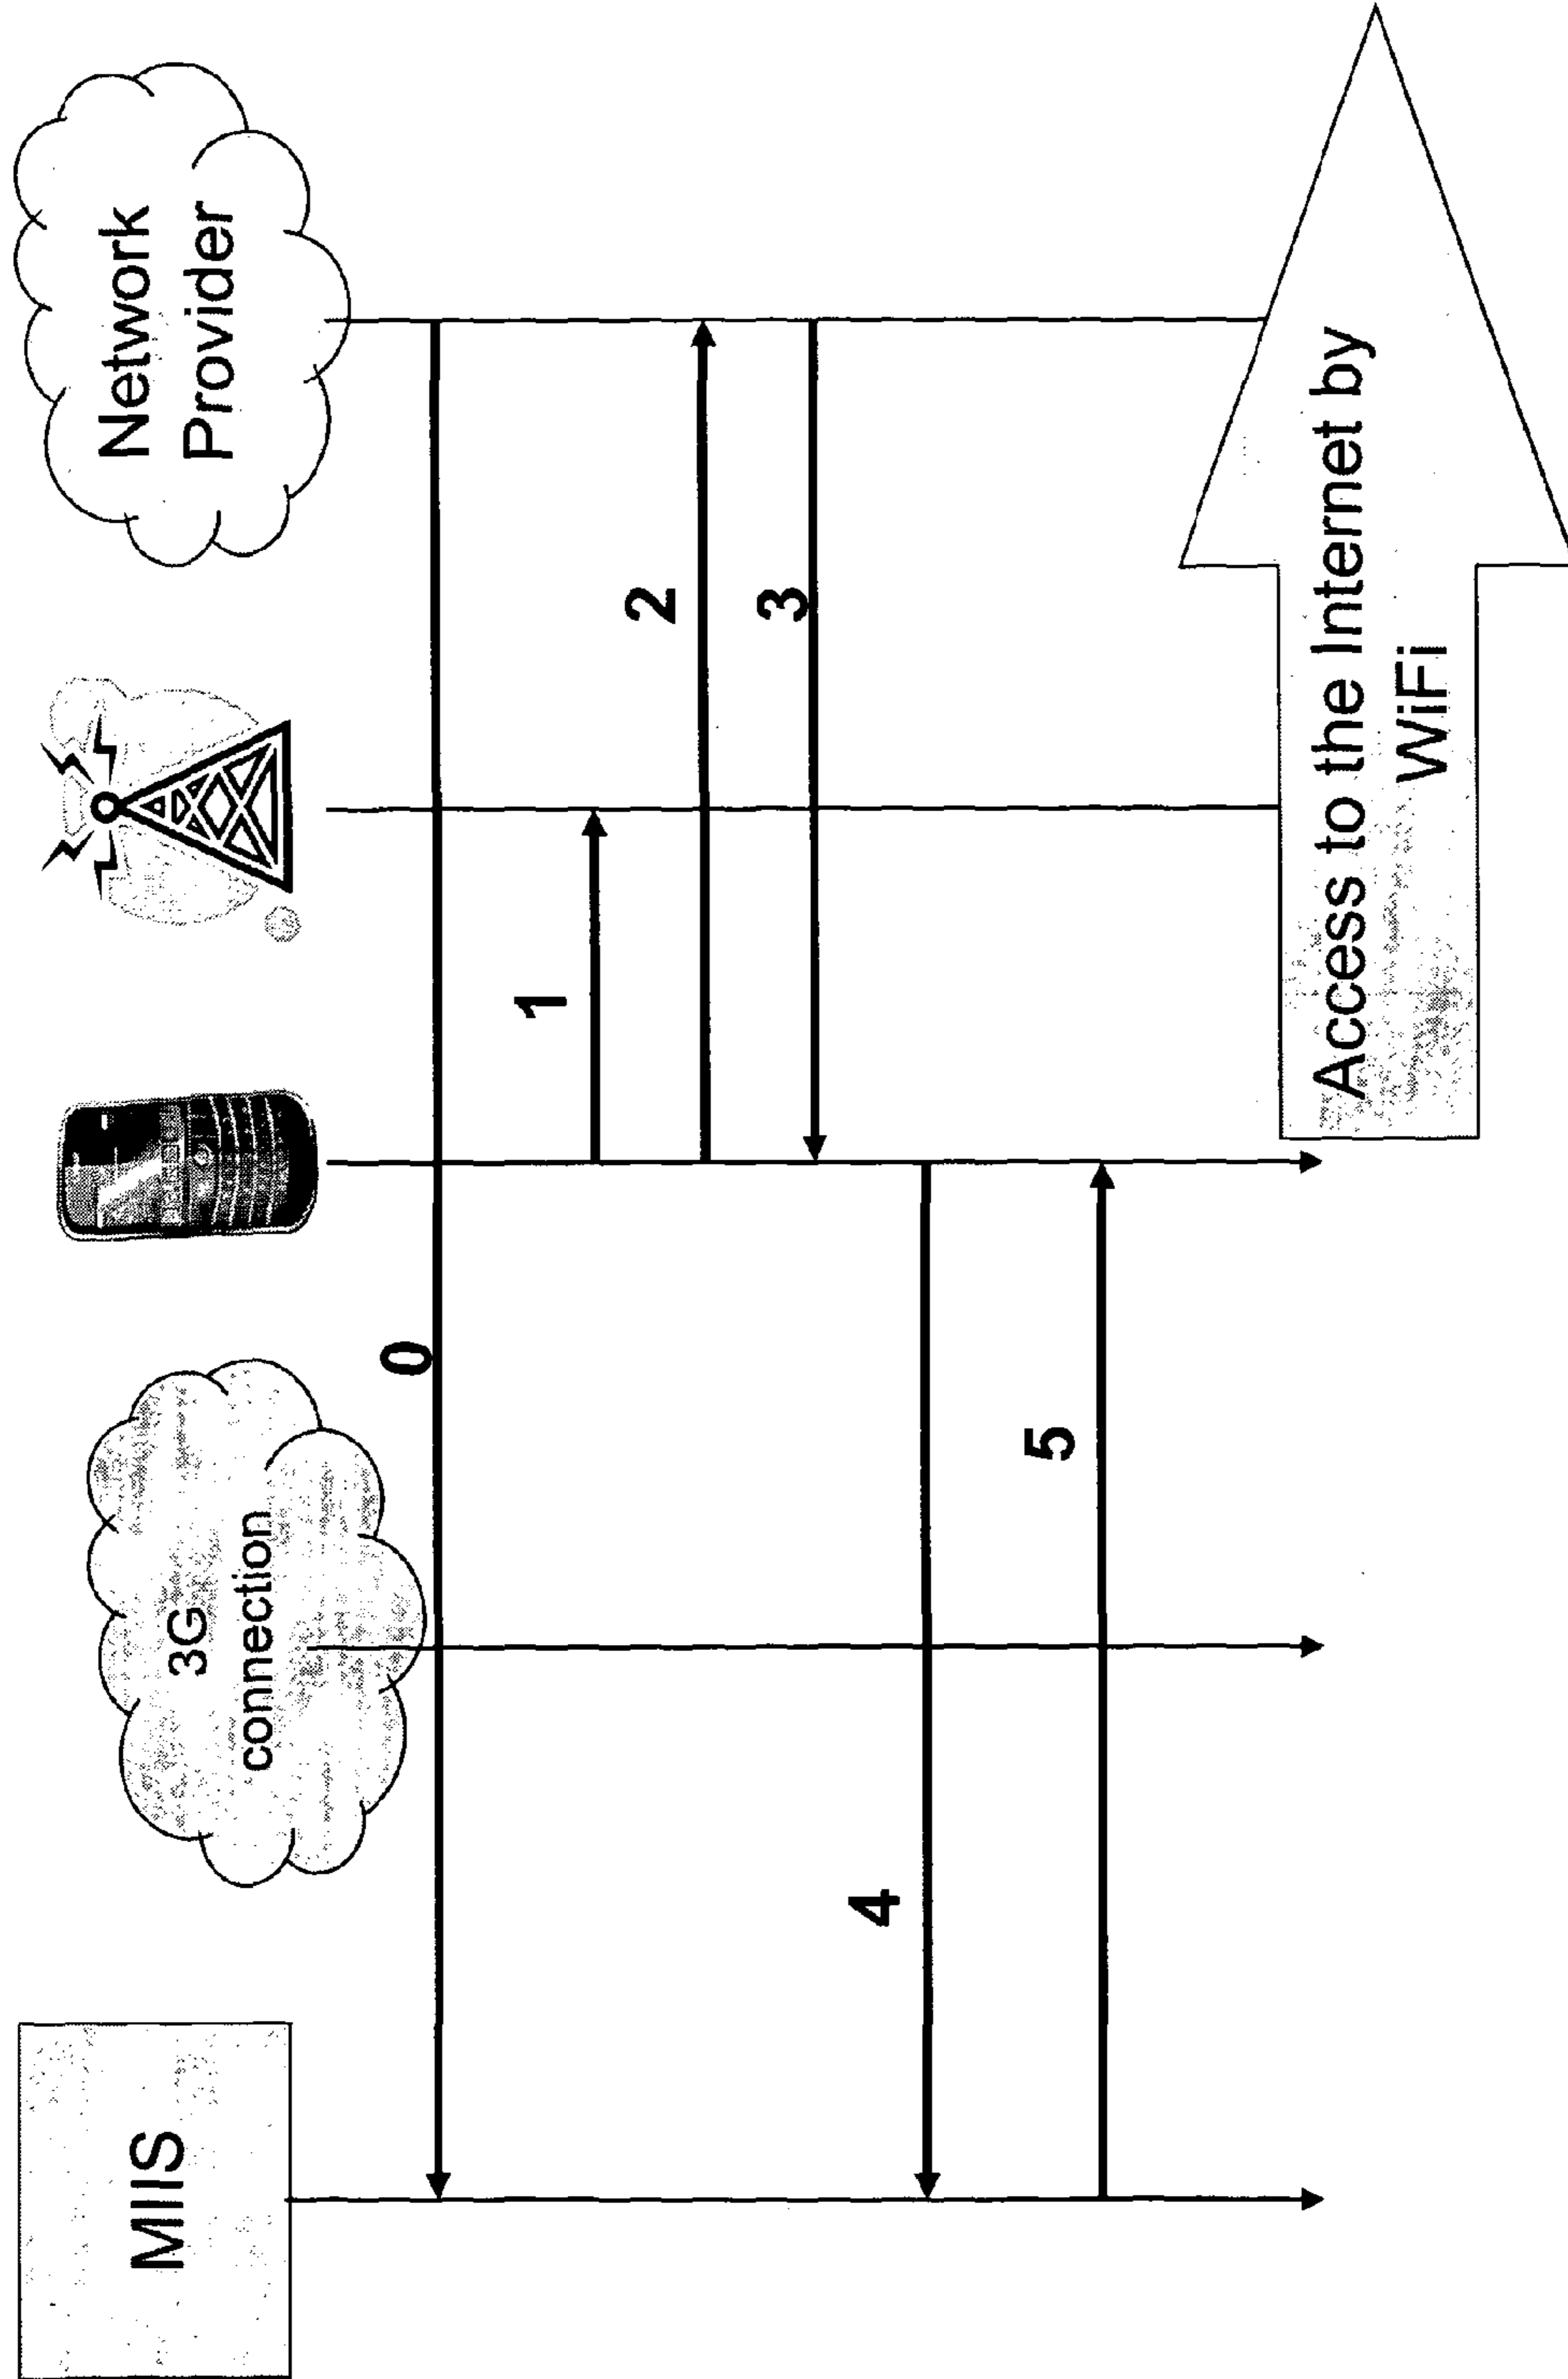 MIIS
3G
connection
Network
Provider
0
1
2
3
4
5
Access to the Internet by
WiFi